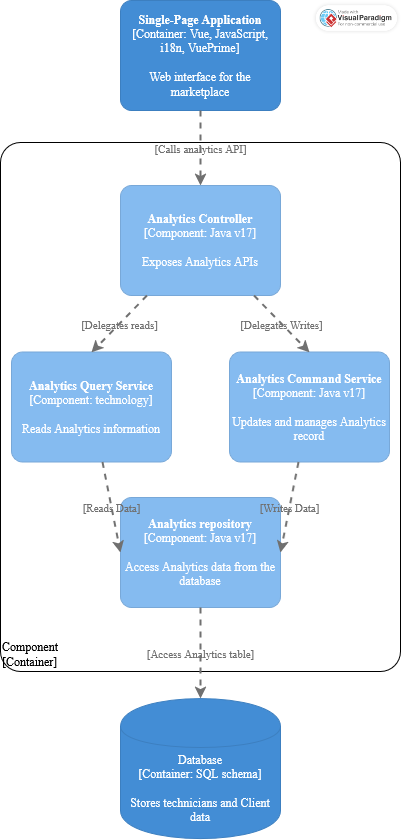 Made with
Visual Paradigm
For non-commercial use
Single-Page Application
[Container: Vue, JavaScript,
i18n, VuePrime]
Web interface for the
marketplace
[Calls analytics API]
Analytics Controller
[Component: Java v17]
Exposes Analytics APIs
[Delegates reads]
[Delegates Writes]
Analytics Query Service
[Component: technology]
Reads Analytics information
Analytics Command Service
[Component: Java v17]
Updates and manages Analytics
record
[Reads Data]
[Writes Data]
Analytics repository
[Component: Java v17]
Access Analytics data from the
database
Component
[Container]
[Access Analytics table]
Database
[Container: SQL schema]
Stores technicians and Client
data